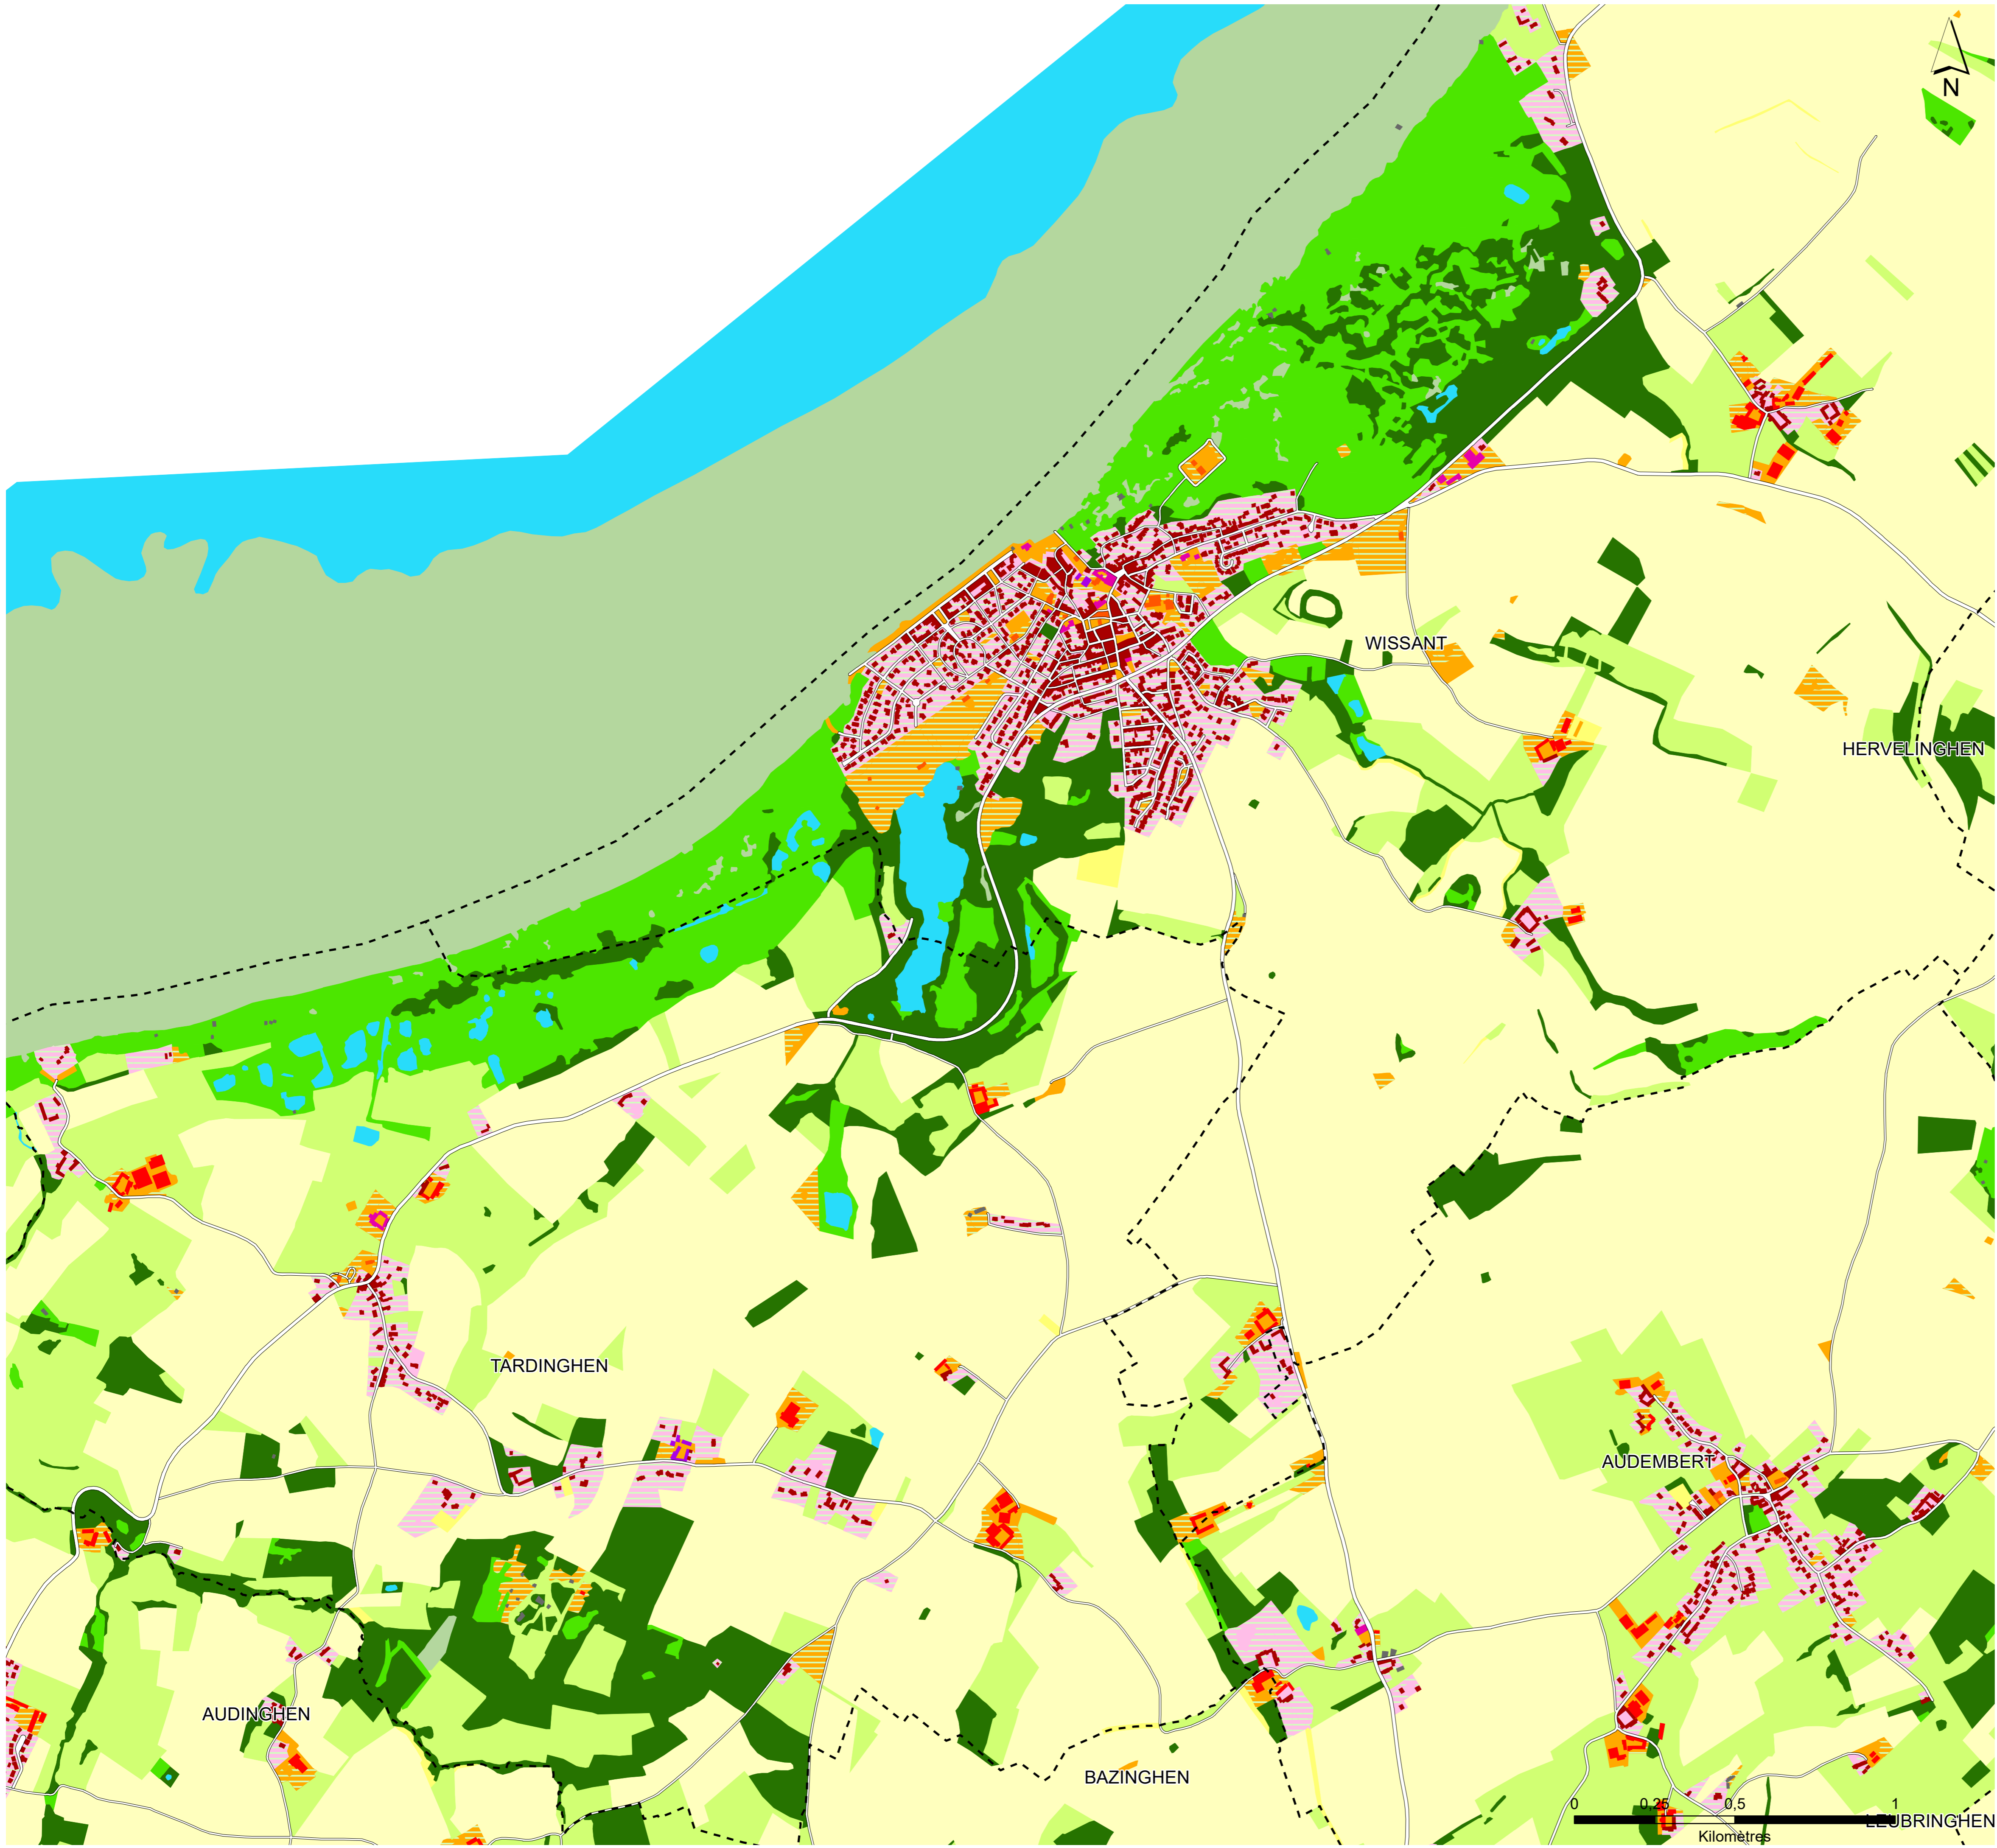 N
WISSANT
HERVELINGHEN
TARDINGHEN
AUDEMBERT
AUDINGHEN
BAZINGHEN
0 0,25 0,5 1
LEUBRINGHEN
Kilomètres